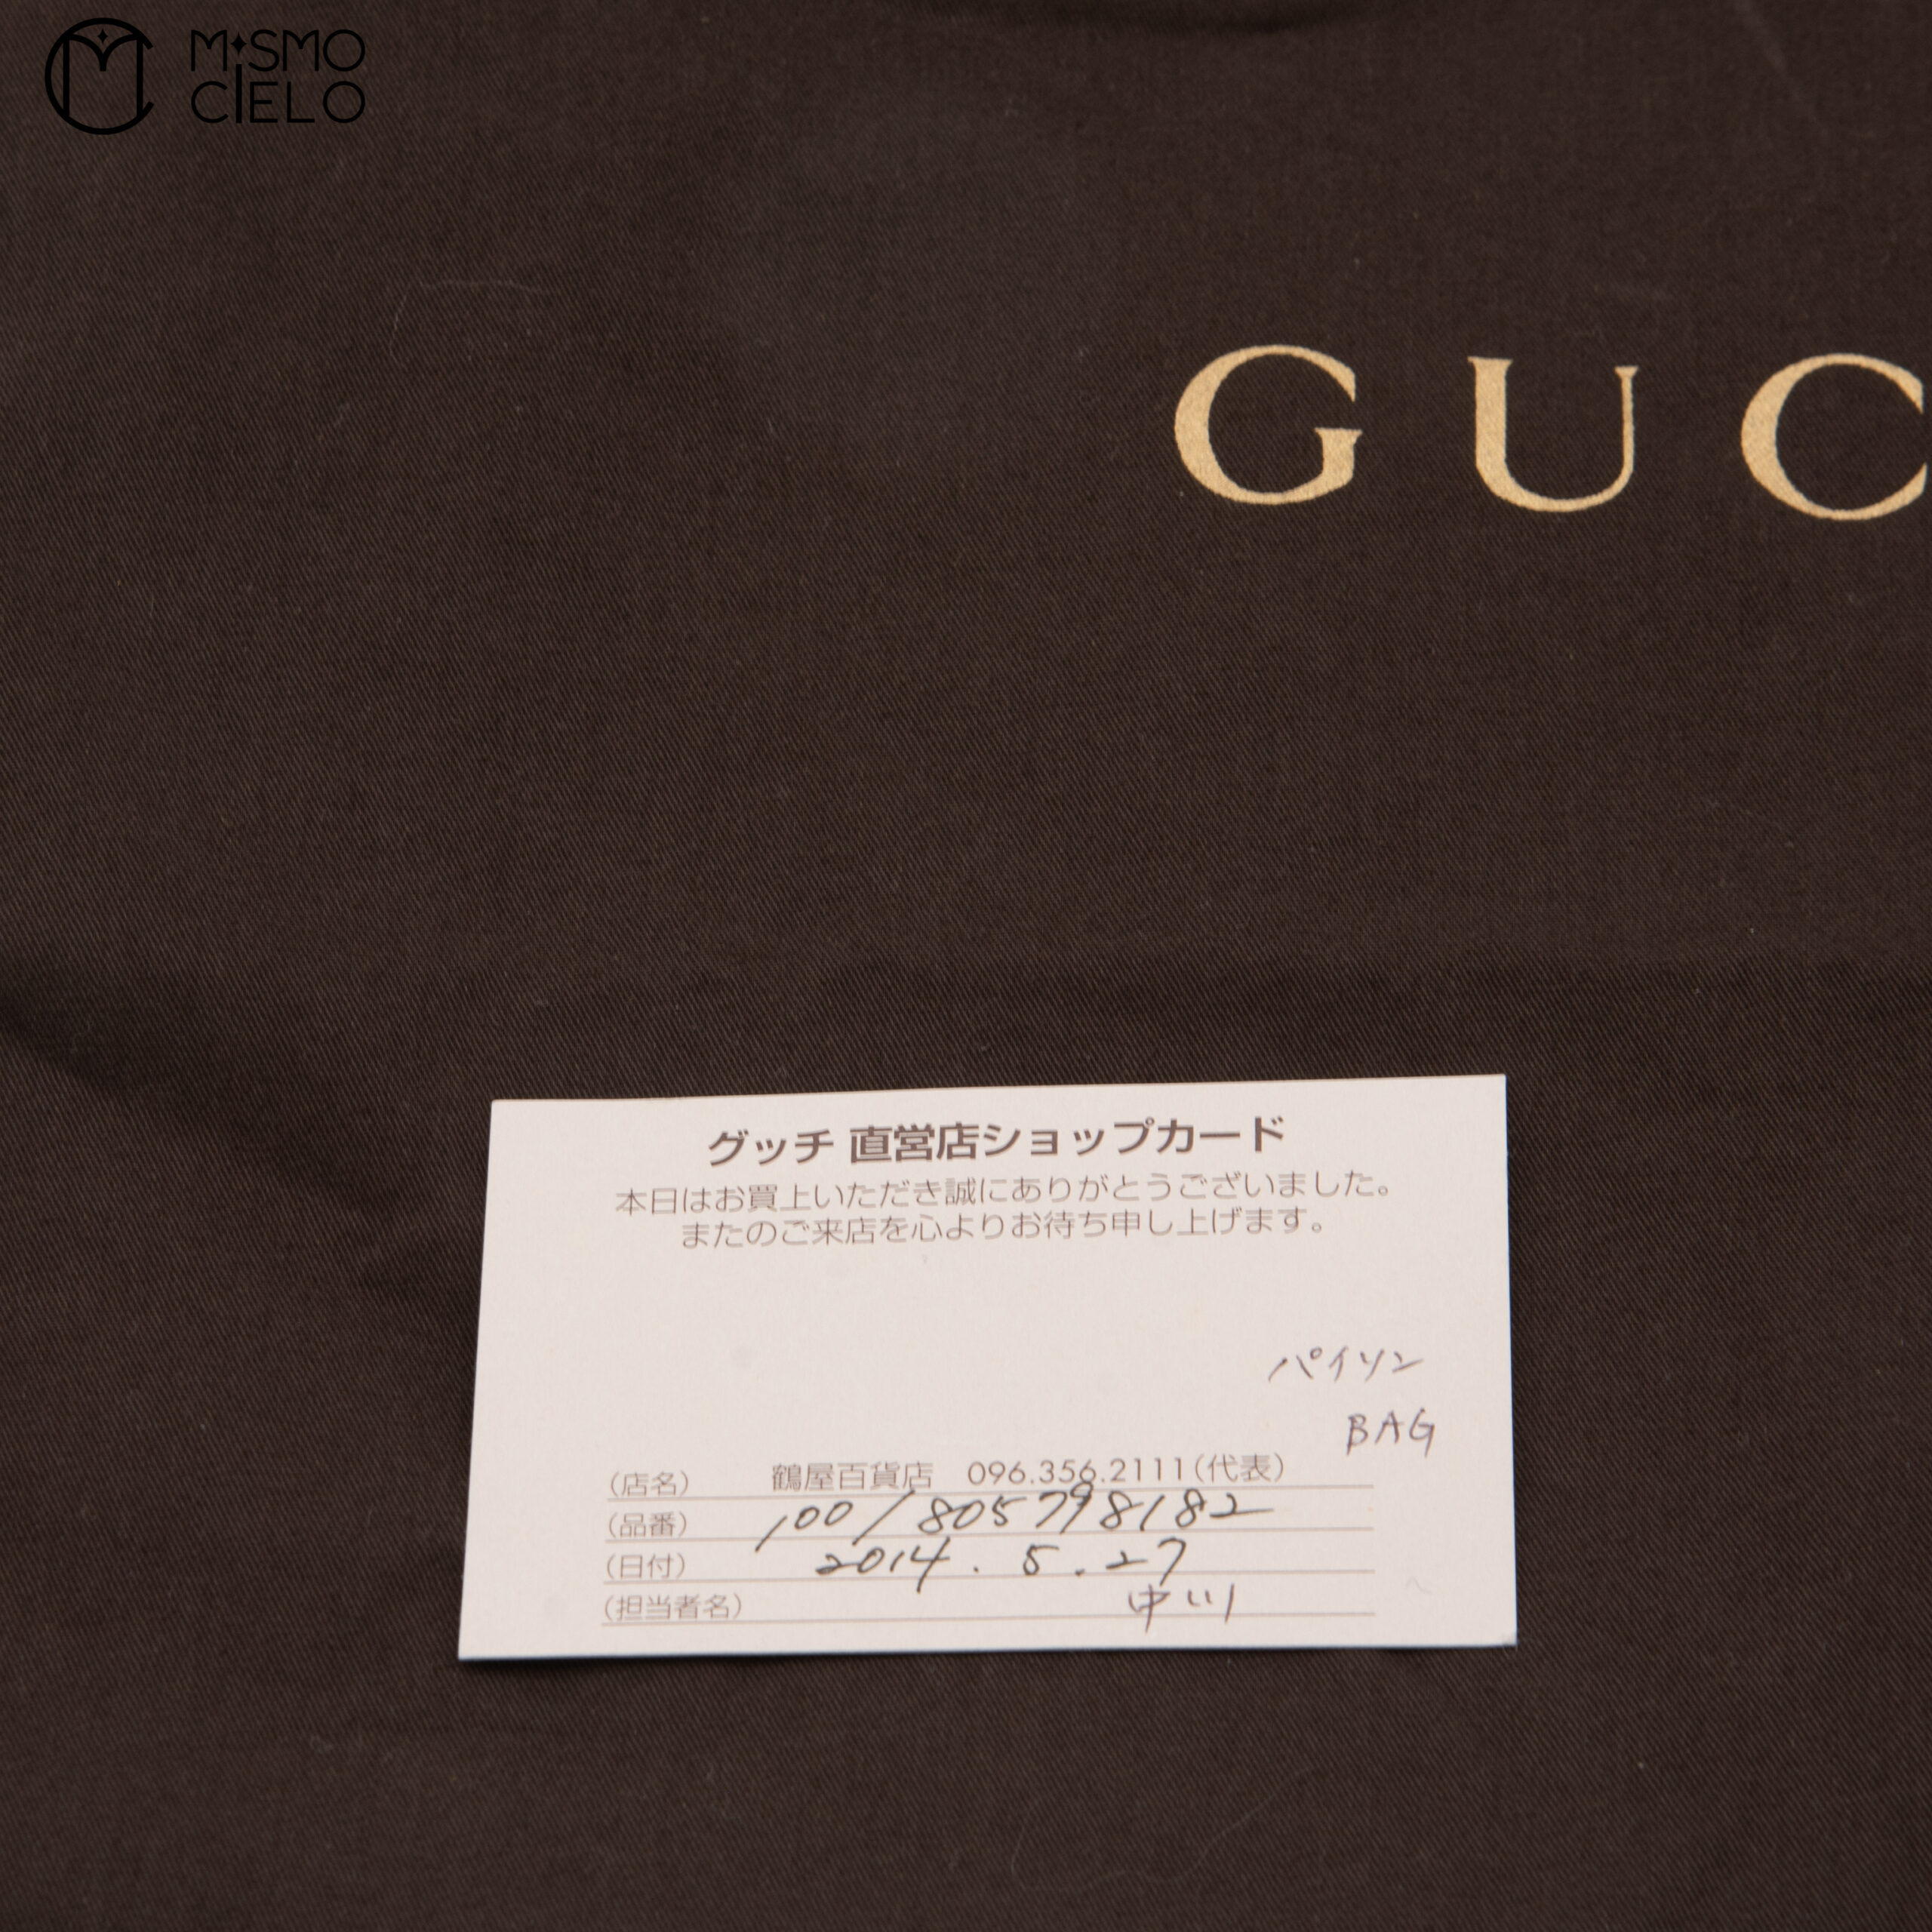 MISMO
CIELO
GUC
グッチ 直営店ショップカード
本日はお買上いただき誠にありがとうございました。
またのご来店を心よりお待ち申し上げます。
パイソン
BAG
(店名) 鶴屋百貨店 096.356.2111(代表)
(品番) 100/805798182
(日付) 2014.5.27
(担当者名) 中川